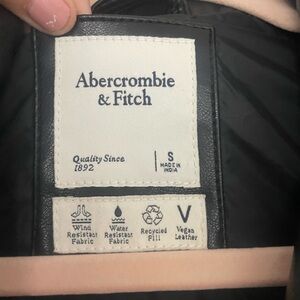 Abercrombie
& Fitch
Quality Since
1892
S
MADE IN
INDIA
Wind
Resistant
Fabric
Water
Resistant
Fabric
Recycled
Fill
V
Vegan
Leather